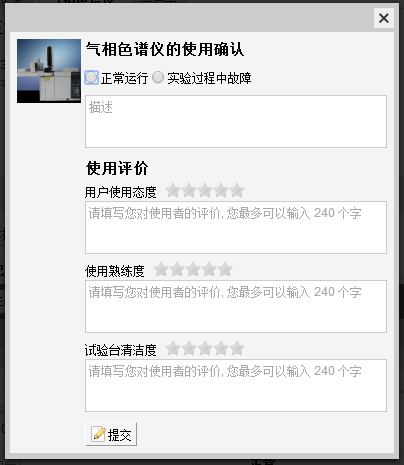 气相色谱仪的使用确认
正常运行 实验过程中故障
描述
使用评价
用户使用态度
请填写您对使用者的评价, 您最多可以输入 240 个字
使用熟练度
请填写您对使用者的评价, 您最多可以输入 240 个字
试验台清洁度
请填写您对使用者的评价, 您最多可以输入 240 个字
提交